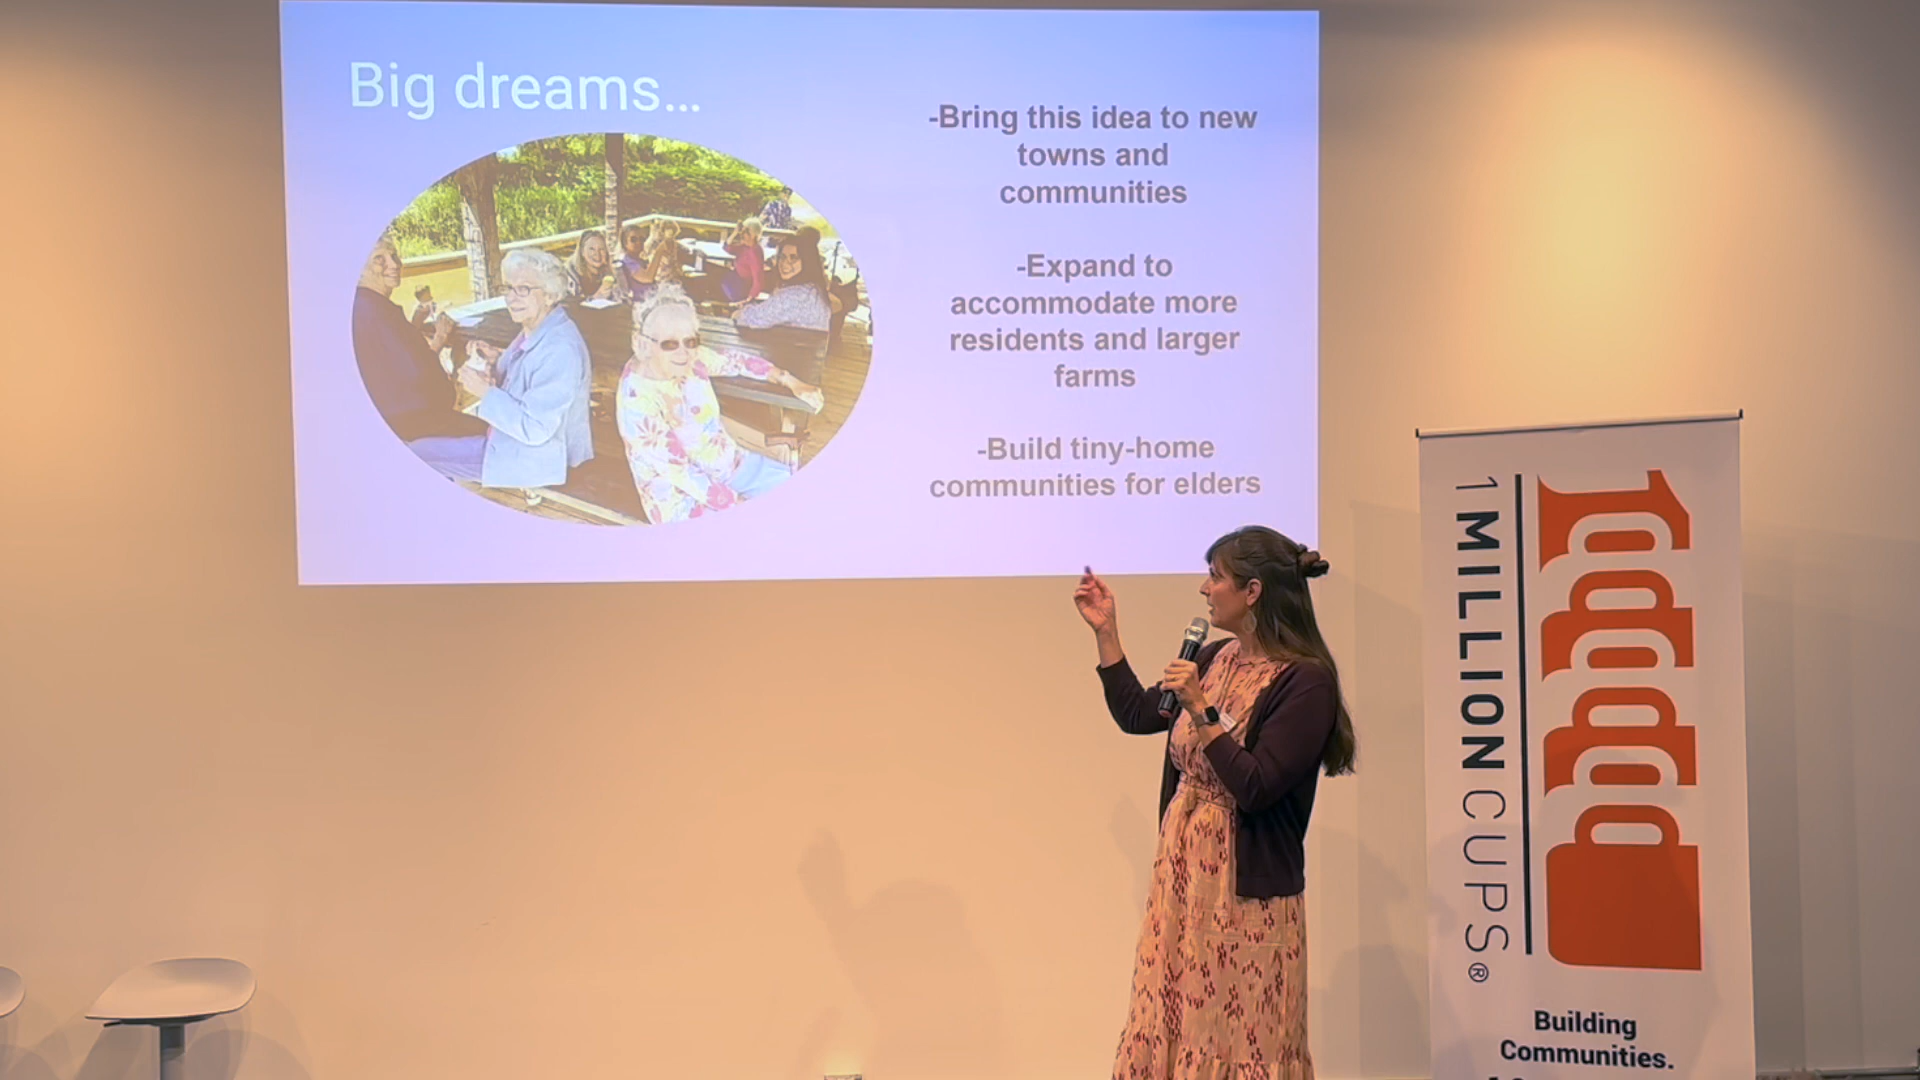 Big dreams...
-Bring this idea to new
towns and
communities
-Expand to
accommodate more
residents and larger
farms
-Build tiny-home
communities for elders
1 MILLION CUPS®
Building
Communities.